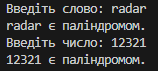 Введіть слово: radar
radar є паліндромом.
Введіть число: 12321
12321 є паліндромом.